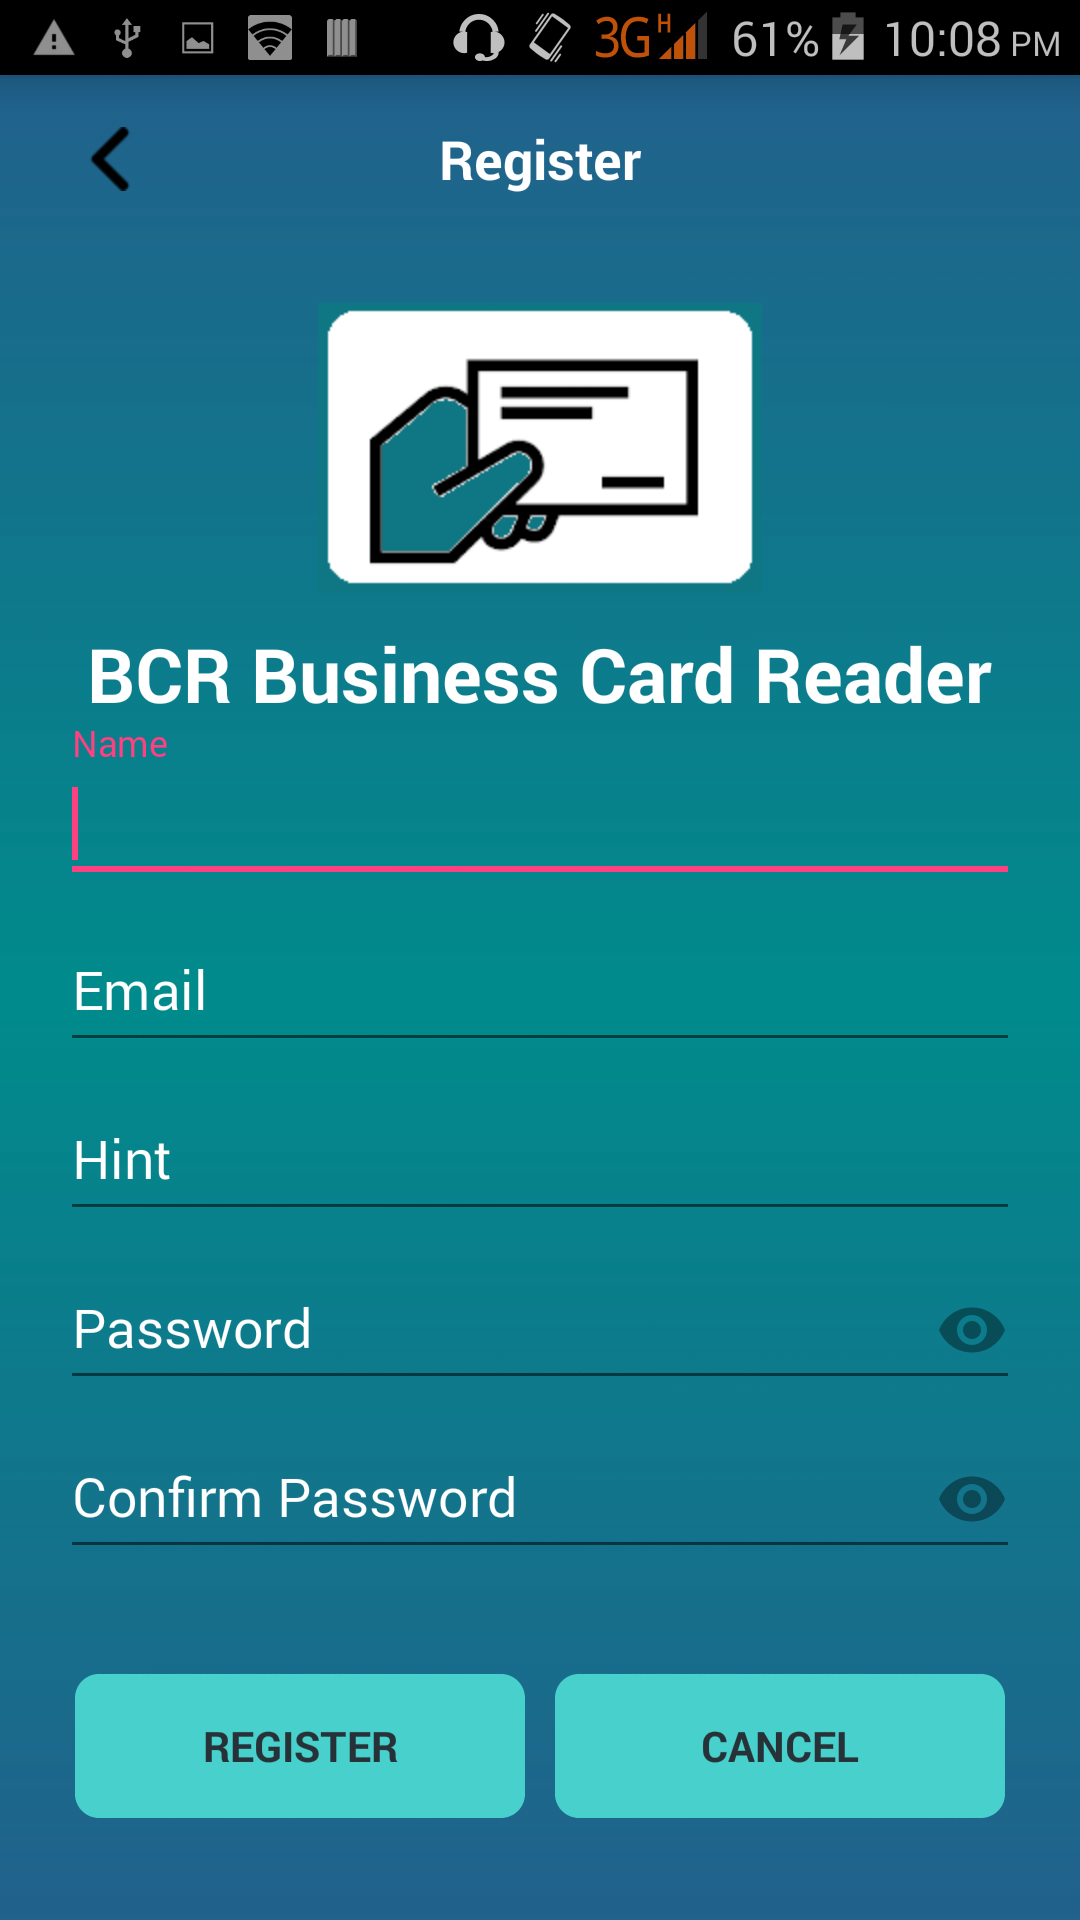 3G H 61% 10:08 PM
Register
BCR Business Card Reader
Name
Email
Hint
Password
Confirm Password
REGISTER CANCEL